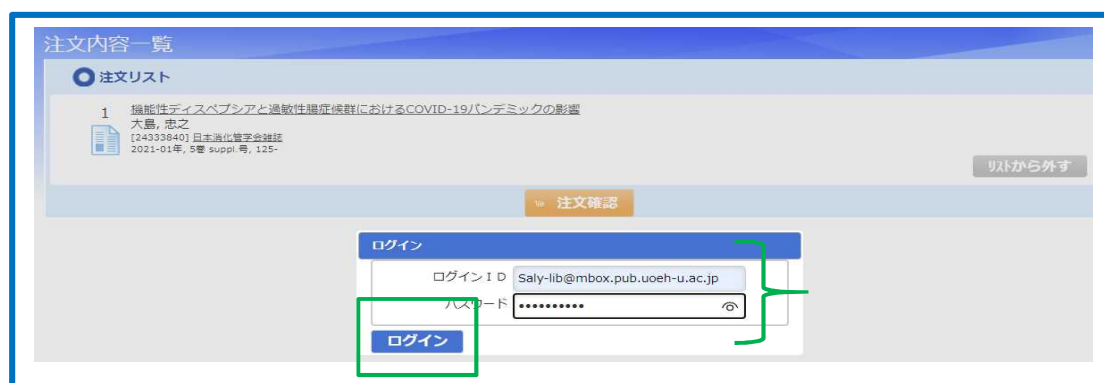 注文内容一覧
注文リスト
1 機能性ディスペプシアと過敏性腸症候群におけるCOVID-19パンデミックの影響
大島, 忠之
[24333840] 日本消化管学会雑誌
2021-01年, 5巻 suppl.号, 125-
リストから外す
注文確認
ログイン
ログインＩＤ Saly-lib@mbox.pub.uoeh-u.ac.jp
パスワード ••••••••••
ログイン